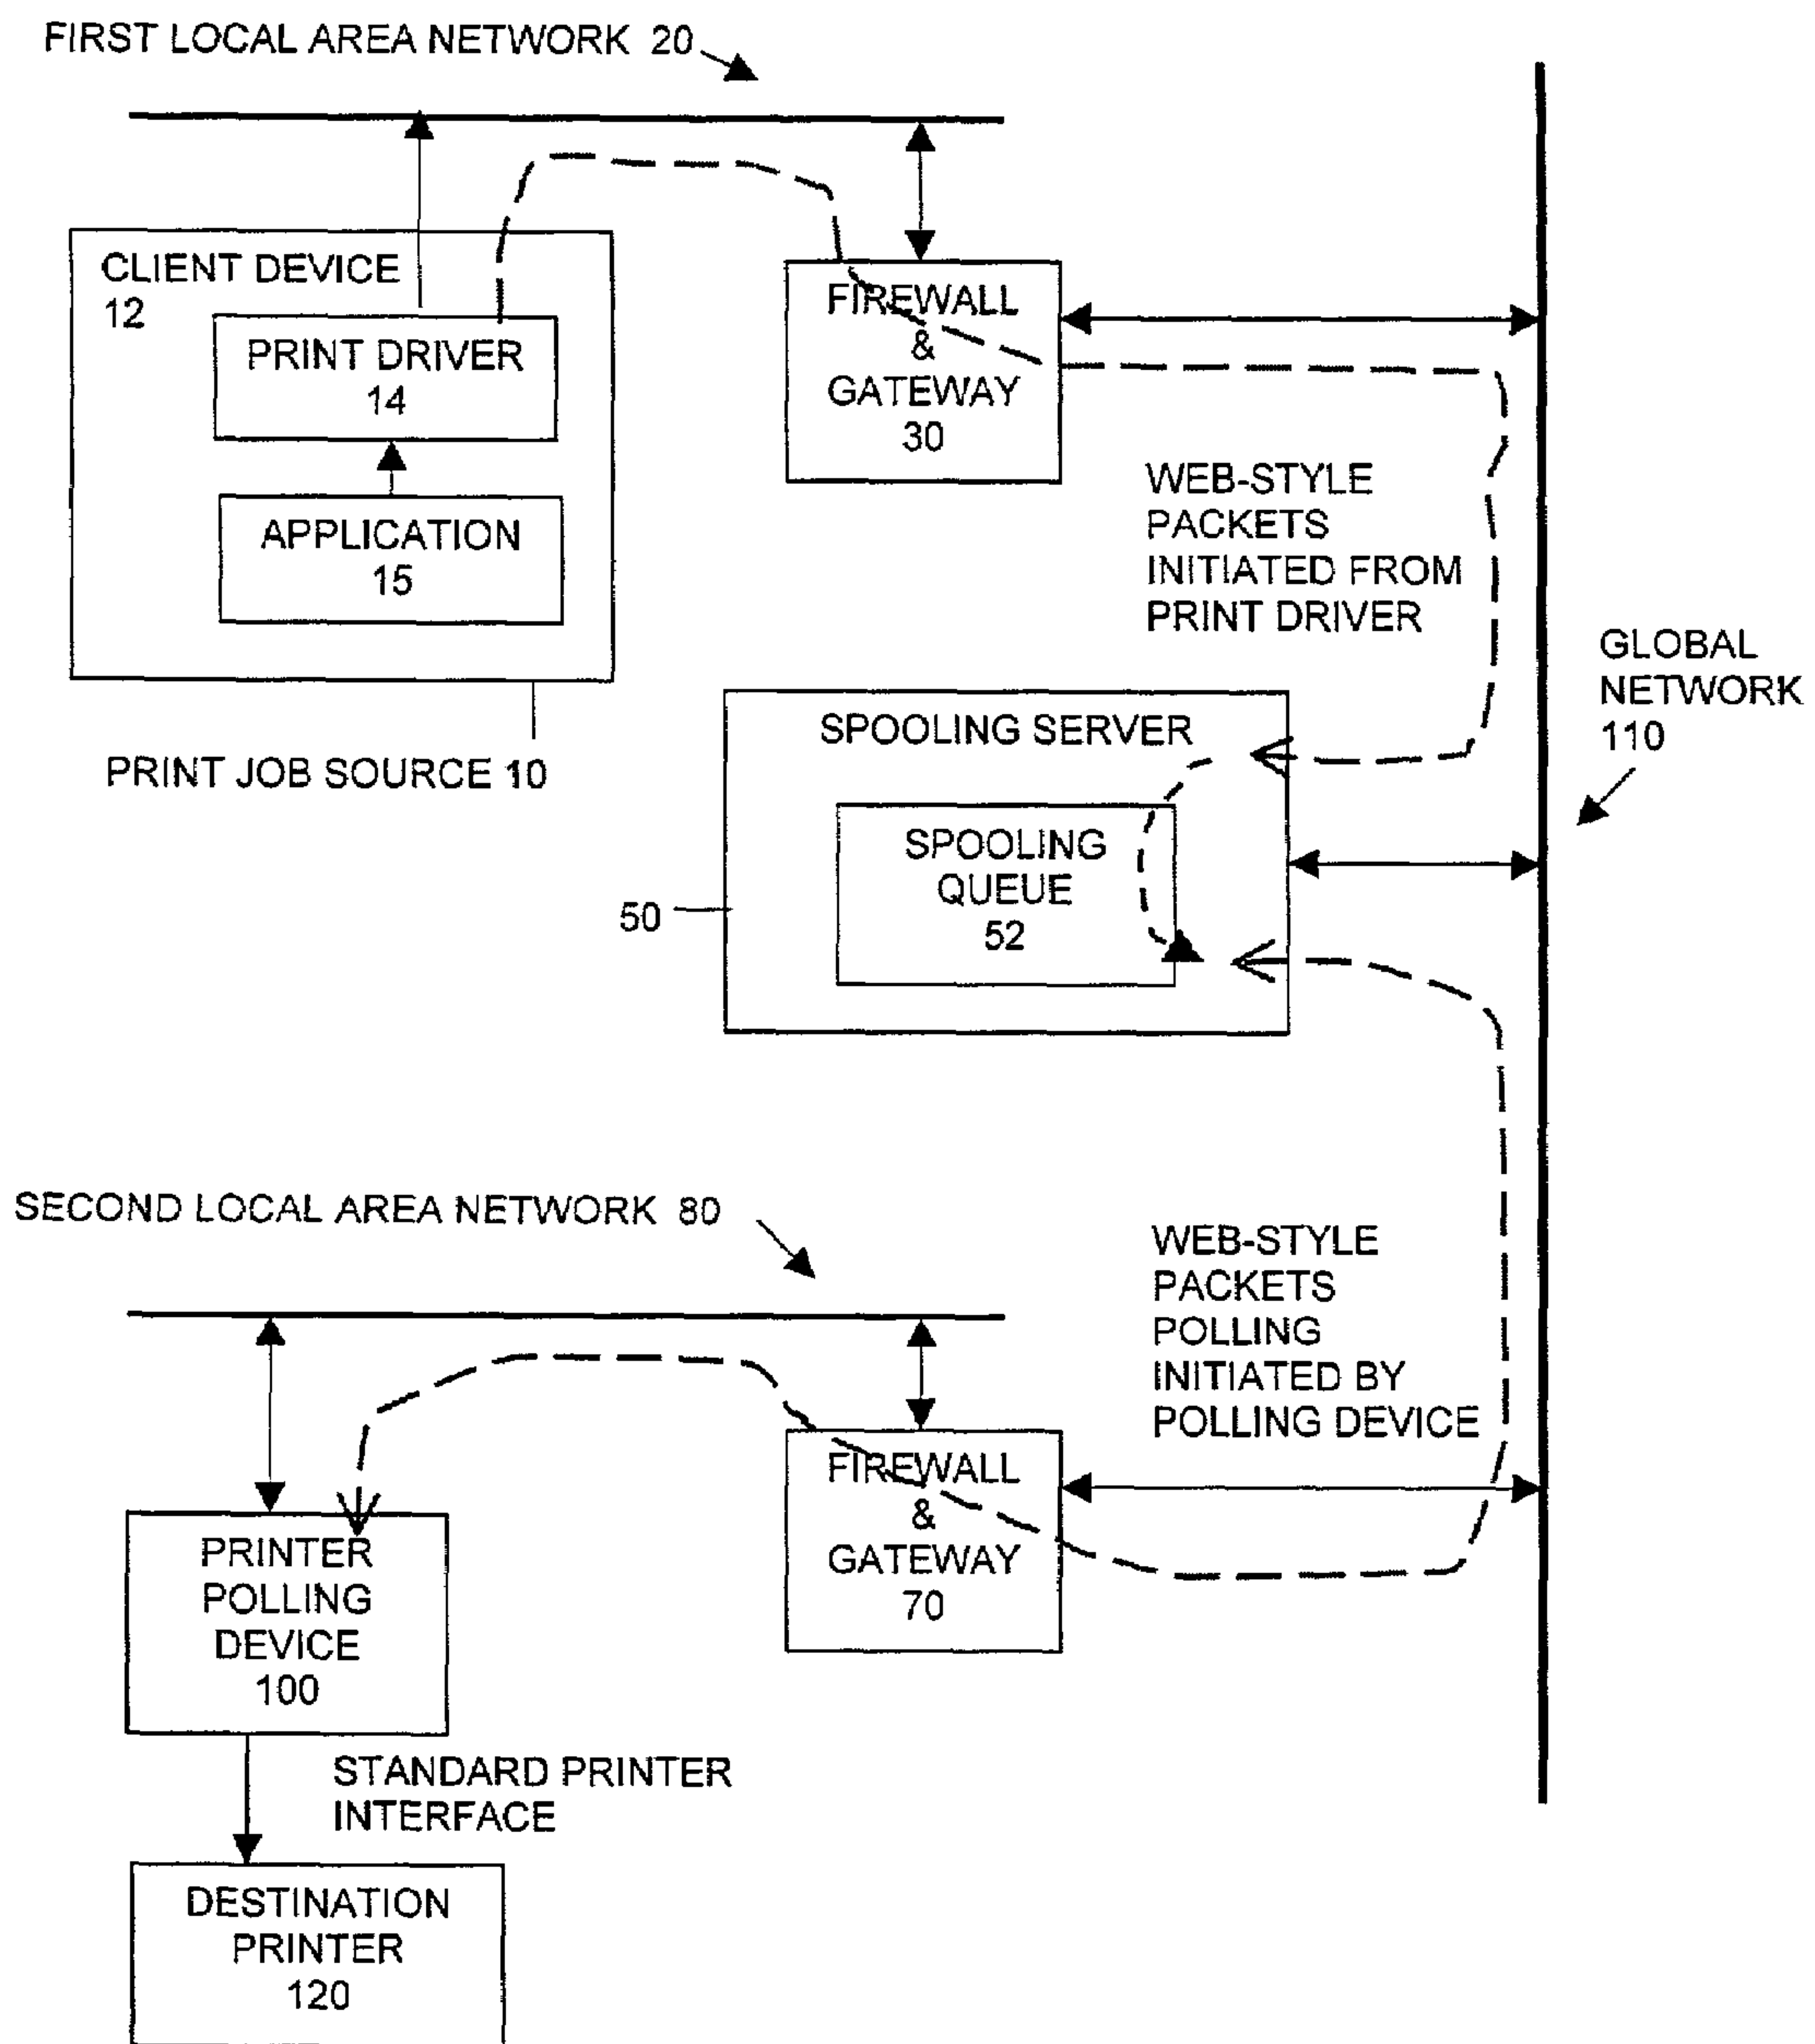 FIRST LOCAL AREA NETWORK 20
CLIENT DEVICE
12
PRINT DRIVER
14
APPLICATION
15
PRINT JOB SOURCE 10
FIREWALL
&
GATEWAY
30
WEB-STYLE
PACKETS
INITIATED FROM
PRINT DRIVER
GLOBAL
NETWORK
110
SPOOLING SERVER
SPOOLING
QUEUE
52
50
SECOND LOCAL AREA NETWORK 80
WEB-STYLE
PACKETS
POLLING
INITIATED BY
POLLING DEVICE
FIREWALL
&
GATEWAY
70
PRINTER
POLLING
DEVICE
100
STANDARD PRINTER
INTERFACE
DESTINATION
PRINTER
120